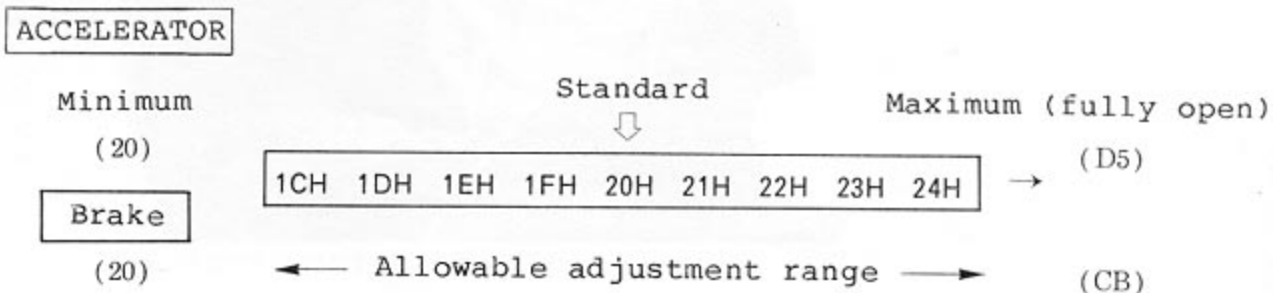 ACCELERATOR
Minimum
(20)
Standard
Maximum (fully open)
(D5)
1CH 1DH 1EH 1FH 20H 21H 22H 23H 24H →
Brake
(20)
← Allowable adjustment range →
(CB)